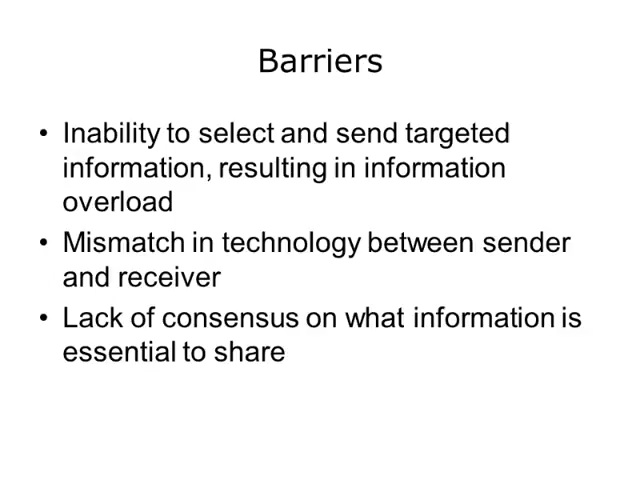 Barriers
• Inability to select and send targeted
information, resulting in information
overload
• Mismatch in technology between sender
and receiver
• Lack of consensus on what information is
essential to share